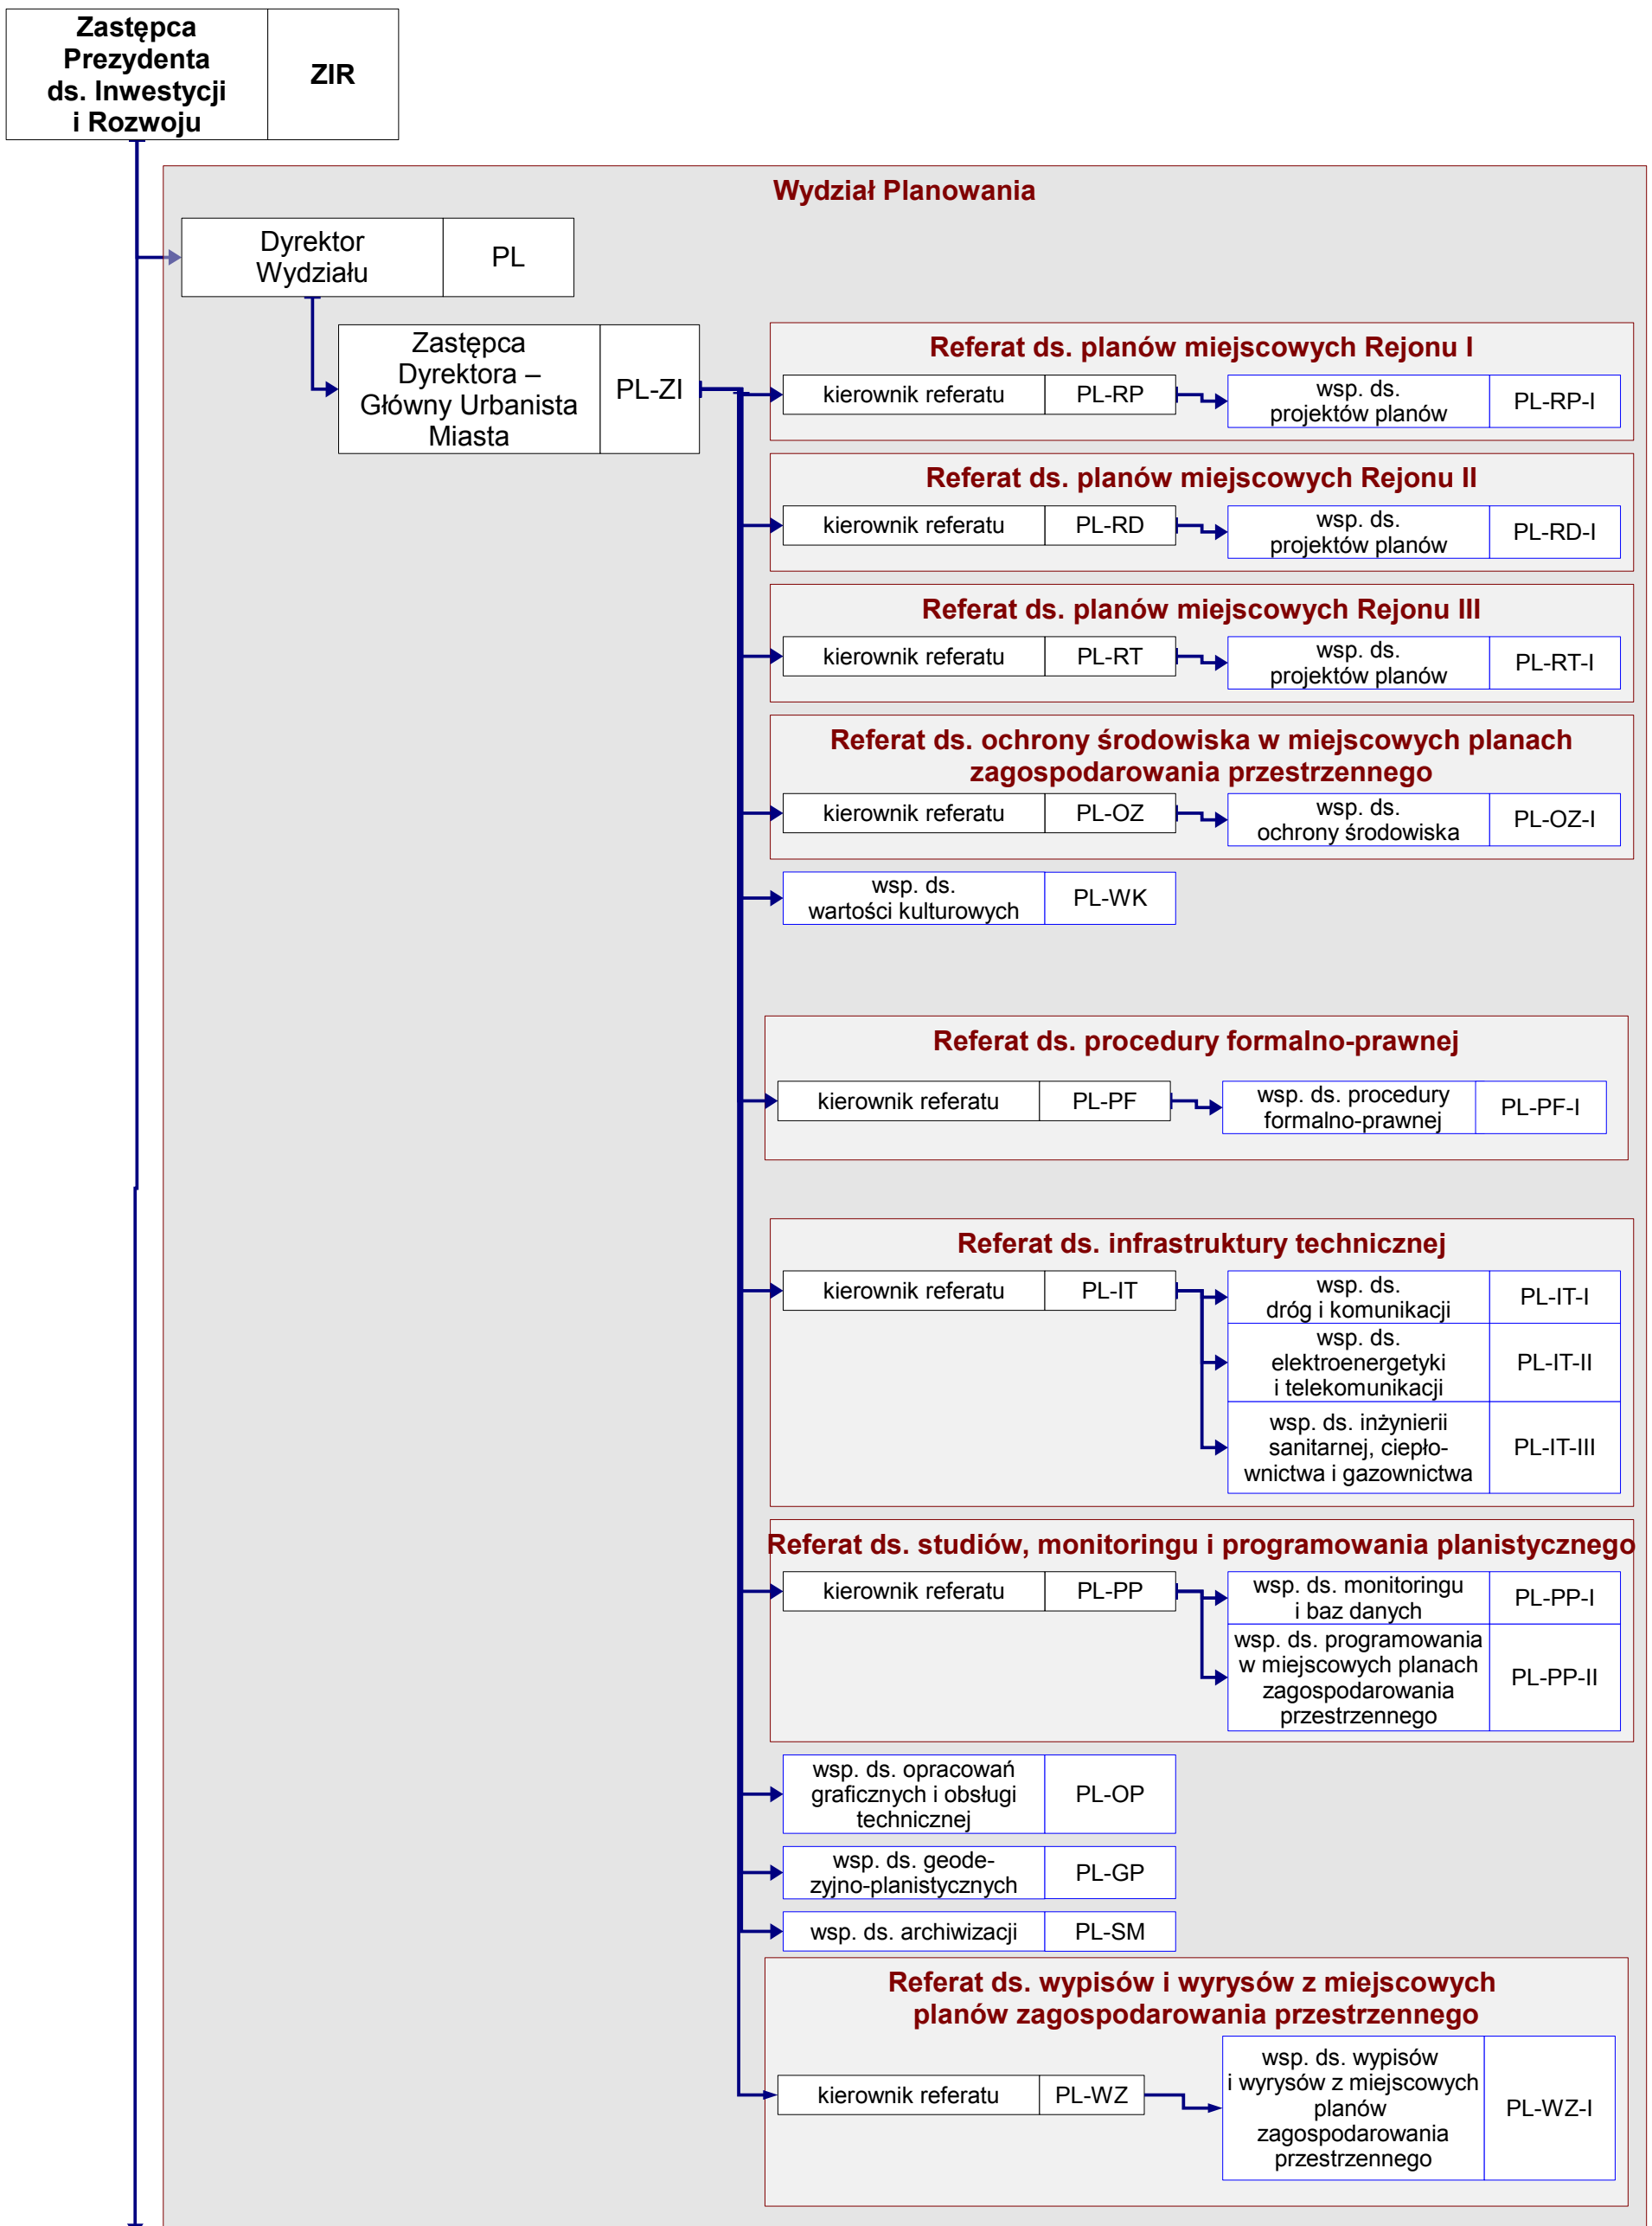 Zastępca
Prezydenta
ds. Inwestycji
i Rozwoju
ZIR
Wydział Planowania
Dyrektor
Wydziału
PL
Zastępca
Dyrektora –
Główny Urbanista
Miasta
PL-ZI
Referat ds. planów miejscowych Rejonu I
kierownik referatu
PL-RP
wsp. ds.
projektów planów
PL-RP-I
Referat ds. planów miejscowych Rejonu II
kierownik referatu
PL-RD
wsp. ds.
projektów planów
PL-RD-I
Referat ds. planów miejscowych Rejonu III
kierownik referatu
PL-RT
wsp. ds.
projektów planów
PL-RT-I
Referat ds. ochrony środowiska w miejscowych planach
zagospodarowania przestrzennego
kierownik referatu
PL-OZ
wsp. ds.
ochrony środowiska
PL-OZ-I
wsp. ds.
wartości kulturowych
PL-WK
Referat ds. procedury formalno-prawnej
kierownik referatu
PL-PF
wsp. ds. procedury
formalno-prawnej
PL-PF-I
Referat ds. infrastruktury technicznej
kierownik referatu
PL-IT
wsp. ds.
dróg i komunikacji
PL-IT-I
wsp. ds.
elektroenergetyki
i telekomunikacji
PL-IT-II
wsp. ds. inżynierii
sanitarnej, ciepło-
wnictwa i gazownictwa
PL-IT-III
Referat ds. studiów, monitoringu i programowania planistycznego
kierownik referatu
PL-PP
wsp. ds. monitoringu
i baz danych
PL-PP-I
wsp. ds. programowania
w miejscowych planach
zagospodarowania
przestrzennego
PL-PP-II
wsp. ds. opracowań
graficznych i obsługi
technicznej
PL-OP
wsp. ds. geode-
zyjno-planistycznych
PL-GP
wsp. ds. archiwizacji
PL-SM
Referat ds. wypisów i wyrysów z miejscowych
planów zagospodarowania przestrzennego
kierownik referatu
PL-WZ
wsp. ds. wypisów
i wyrysów z miejscowych
planów
zagospodarowania
przestrzennego
PL-WZ-I